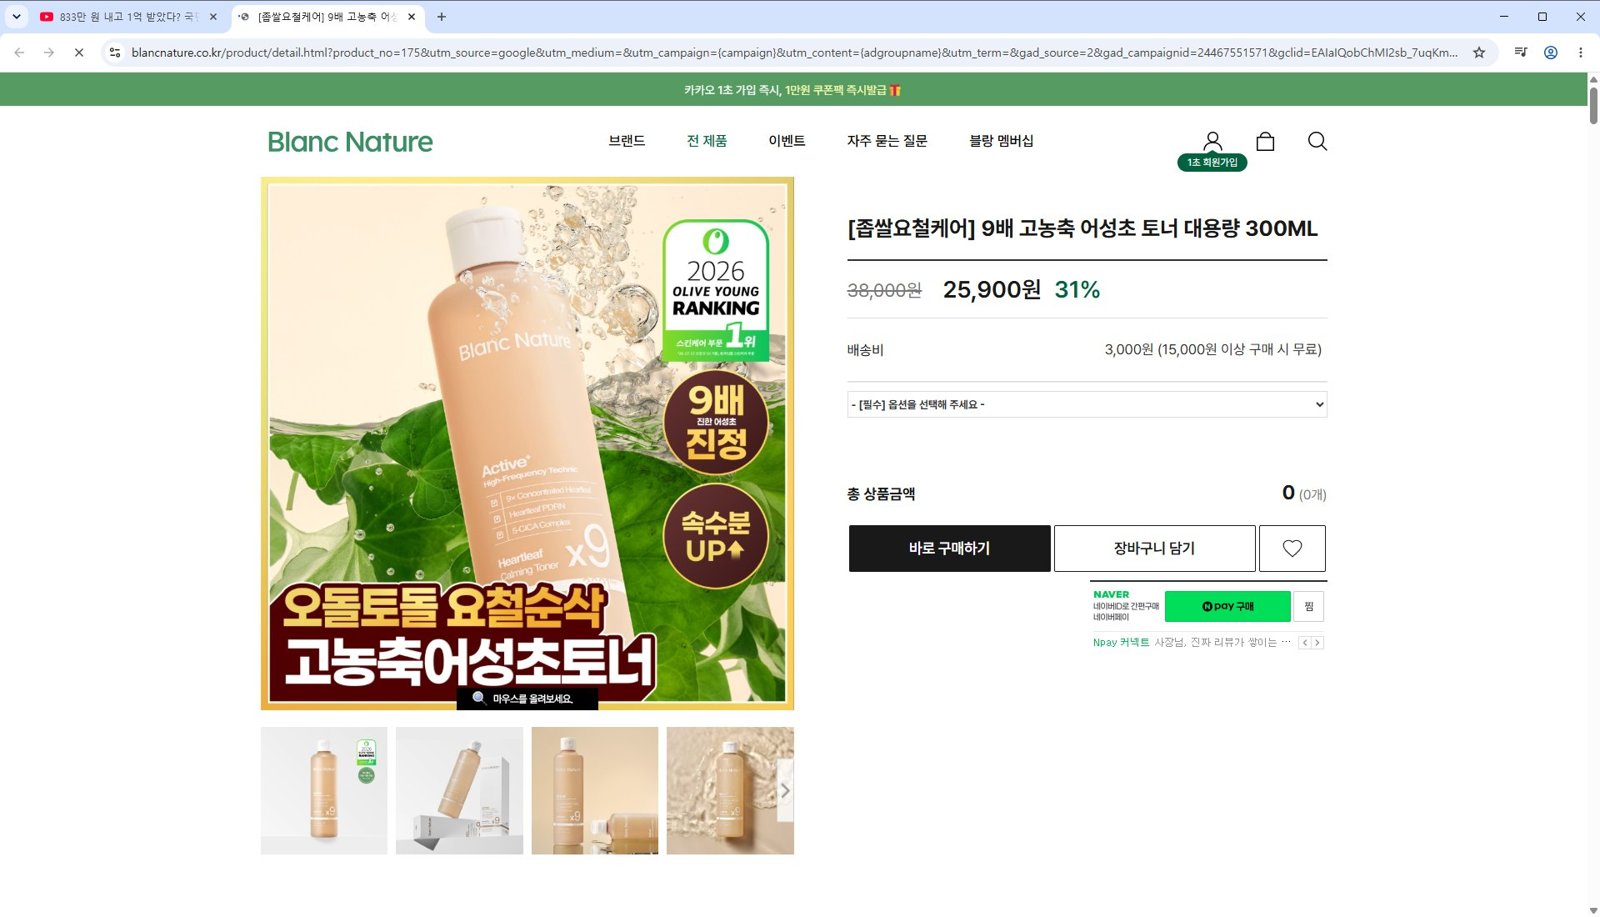 833만 원 내고 1억 받았다? 국
[좁쌀요철케어] 9배 고농축 어성
blancnature.co.kr/product/detail.html?product_no=175&utm_source=google&utm_medium=&utm_campaign={campaign}&utm_content={adgroupname}&utm_term=&gad_source=2&gad_campaignid=24467551571&gclid=EAIaIQobChMI2sb_7uqKm...
카카오 1초 가입 즉시, 1만원 쿠폰팩 즉시발급
Blanc Nature
브랜드
전 제품
이벤트
자주 묻는 질문
블랑 멤버십
1초 회원가입
2026
OLIVE YOUNG
RANKING
스킨케어 부문 1위
Blanc Nature
9배
진한 어성초
진정
Active+
High-Frequency Technic
9x Concentrated Heartleaf
Heartleaf PDRN
5-CICA Complex
속수분
UP
Heartleaf
Calming Toner
x9
오돌토돌 요철순삭
고농축어성초토너
마우스를 올려보세요.
[좁쌀요철케어] 9배 고농축 어성초 토너 대용량 300ML
38,000원 25,900원 31%
배송비 3,000원 (15,000원 이상 구매 시 무료)
- [필수] 옵션을 선택해 주세요 -
총 상품금액 0 (0개)
바로 구매하기
장바구니 담기
NAVER
네이버ID로 간편구매
네이버페이
N pay 구매
찜
Npay 커넥트 사장님, 진짜 리뷰가 쌓이는 ···